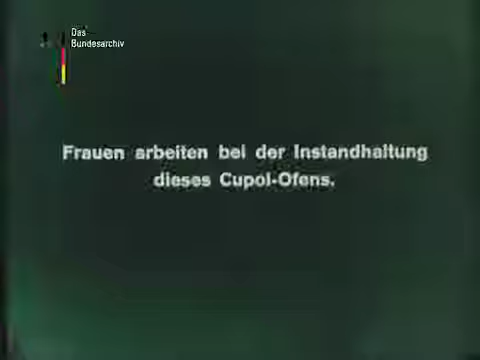 Das
Bundesarchiv
Frauen arbeiten bei der Instandhaltung
dieses Cupol-Ofens.